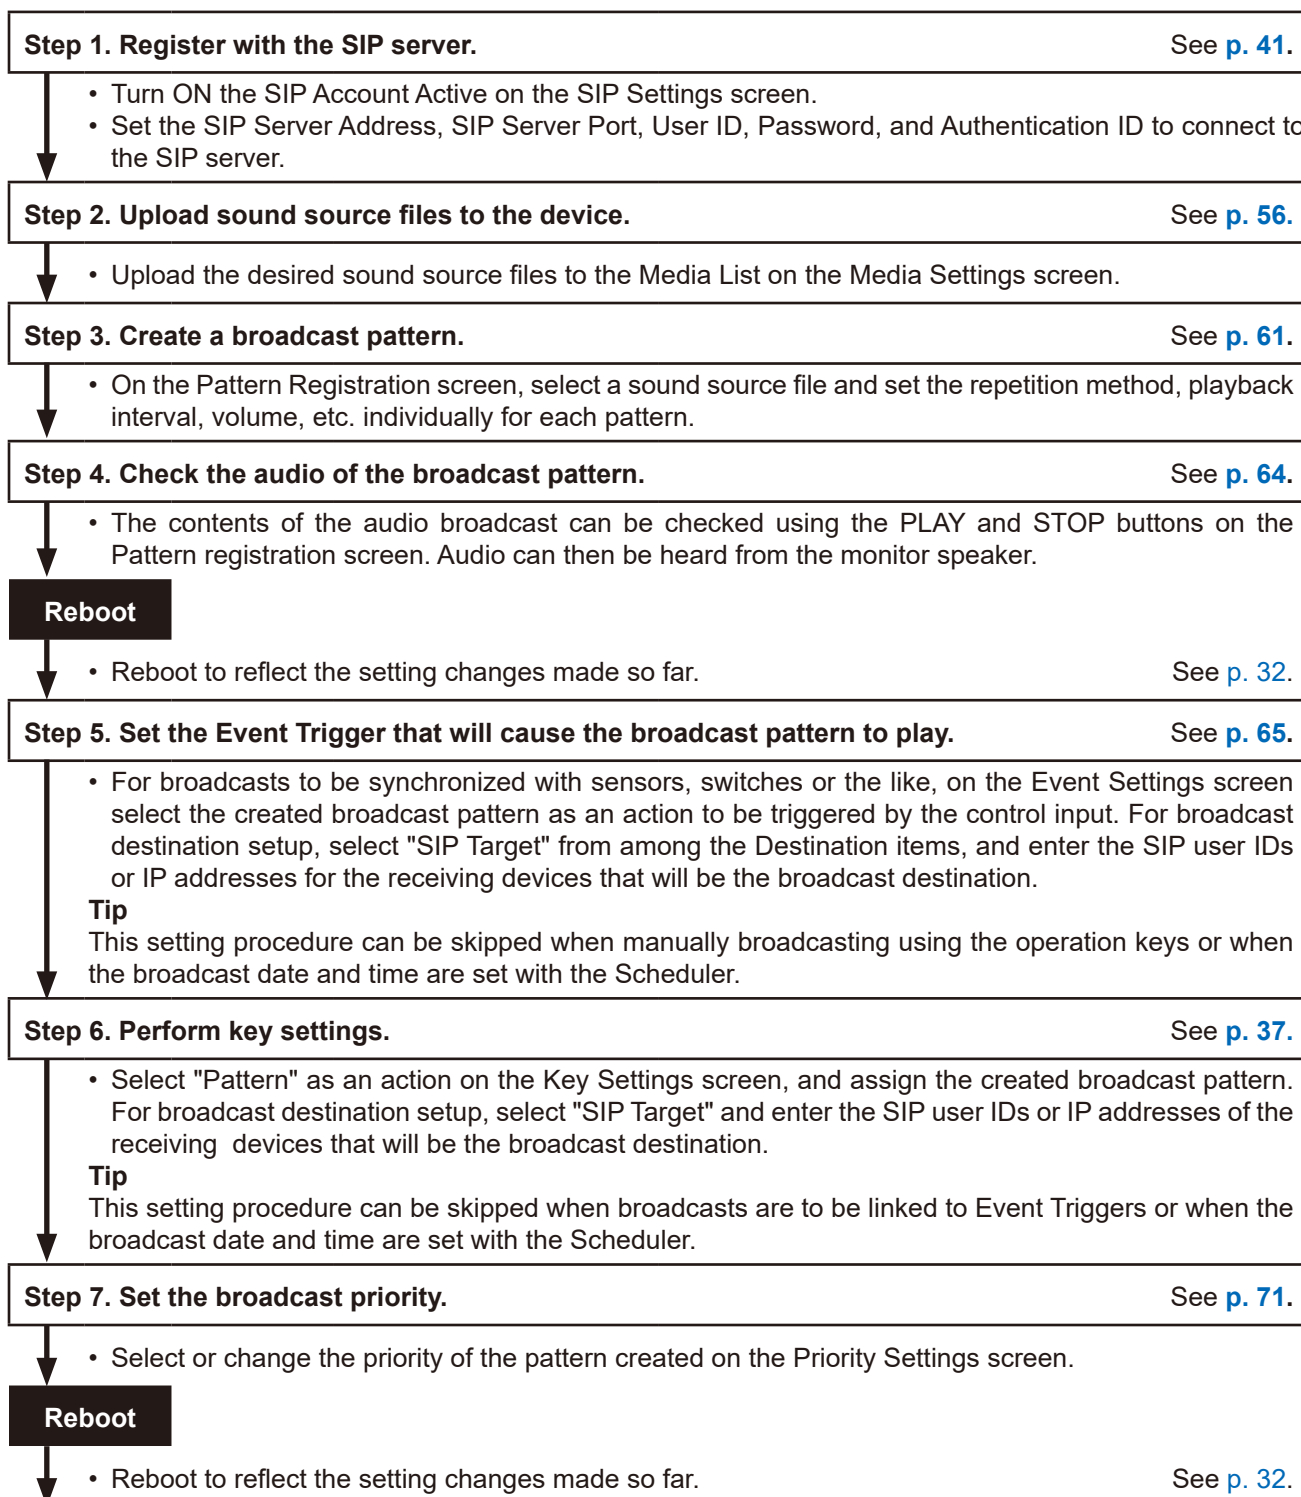 Step 1. Register with the SIP server. See p. 41.
• Turn ON the SIP Account Active on the SIP Settings screen.
• Set the SIP Server Address, SIP Server Port, User ID, Password, and Authentication ID to connect to
the SIP server.
Step 2. Upload sound source files to the device. See p. 56.
• Upload the desired sound source files to the Media List on the Media Settings screen.
Step 3. Create a broadcast pattern. See p. 61.
• On the Pattern Registration screen, select a sound source file and set the repetition method, playback
interval, volume, etc. individually for each pattern.
Step 4. Check the audio of the broadcast pattern. See p. 64.
• The contents of the audio broadcast can be checked using the PLAY and STOP buttons on the
Pattern registration screen. Audio can then be heard from the monitor speaker.
Reboot
• Reboot to reflect the setting changes made so far. See p. 32.
Step 5. Set the Event Trigger that will cause the broadcast pattern to play. See p. 65.
• For broadcasts to be synchronized with sensors, switches or the like, on the Event Settings screen
select the created broadcast pattern as an action to be triggered by the control input. For broadcast
destination setup, select "SIP Target" from among the Destination items, and enter the SIP user IDs
or IP addresses for the receiving devices that will be the broadcast destination.
Tip
This setting procedure can be skipped when manually broadcasting using the operation keys or when
the broadcast date and time are set with the Scheduler.
Step 6. Perform key settings. See p. 37.
• Select "Pattern" as an action on the Key Settings screen, and assign the created broadcast pattern.
For broadcast destination setup, select "SIP Target" and enter the SIP user IDs or IP addresses of the
receiving devices that will be the broadcast destination.
Tip
This setting procedure can be skipped when broadcasts are to be linked to Event Triggers or when the
broadcast date and time are set with the Scheduler.
Step 7. Set the broadcast priority. See p. 71.
• Select or change the priority of the pattern created on the Priority Settings screen.
Reboot
• Reboot to reflect the setting changes made so far. See p. 32.